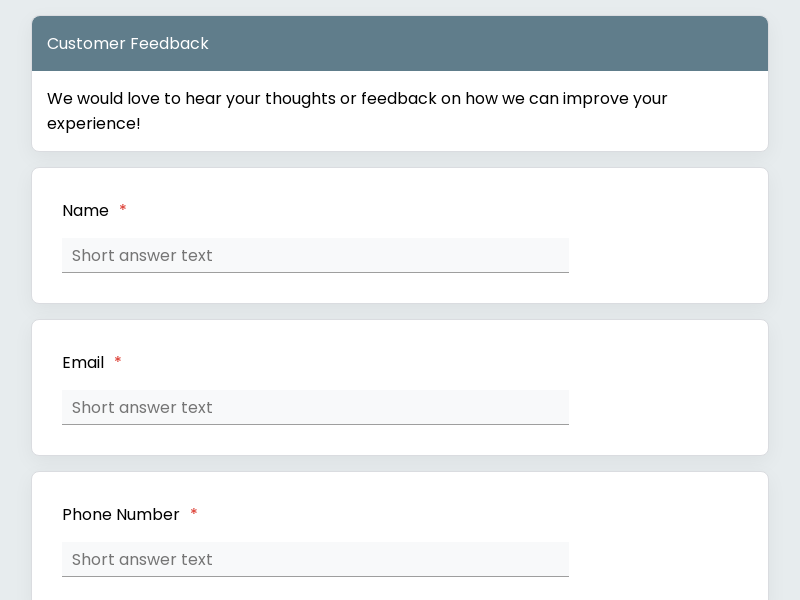 Customer Feedback
We would love to hear your thoughts or feedback on how we can improve your
experience!
Name *
Short answer text
Email *
Short answer text
Phone Number *
Short answer text